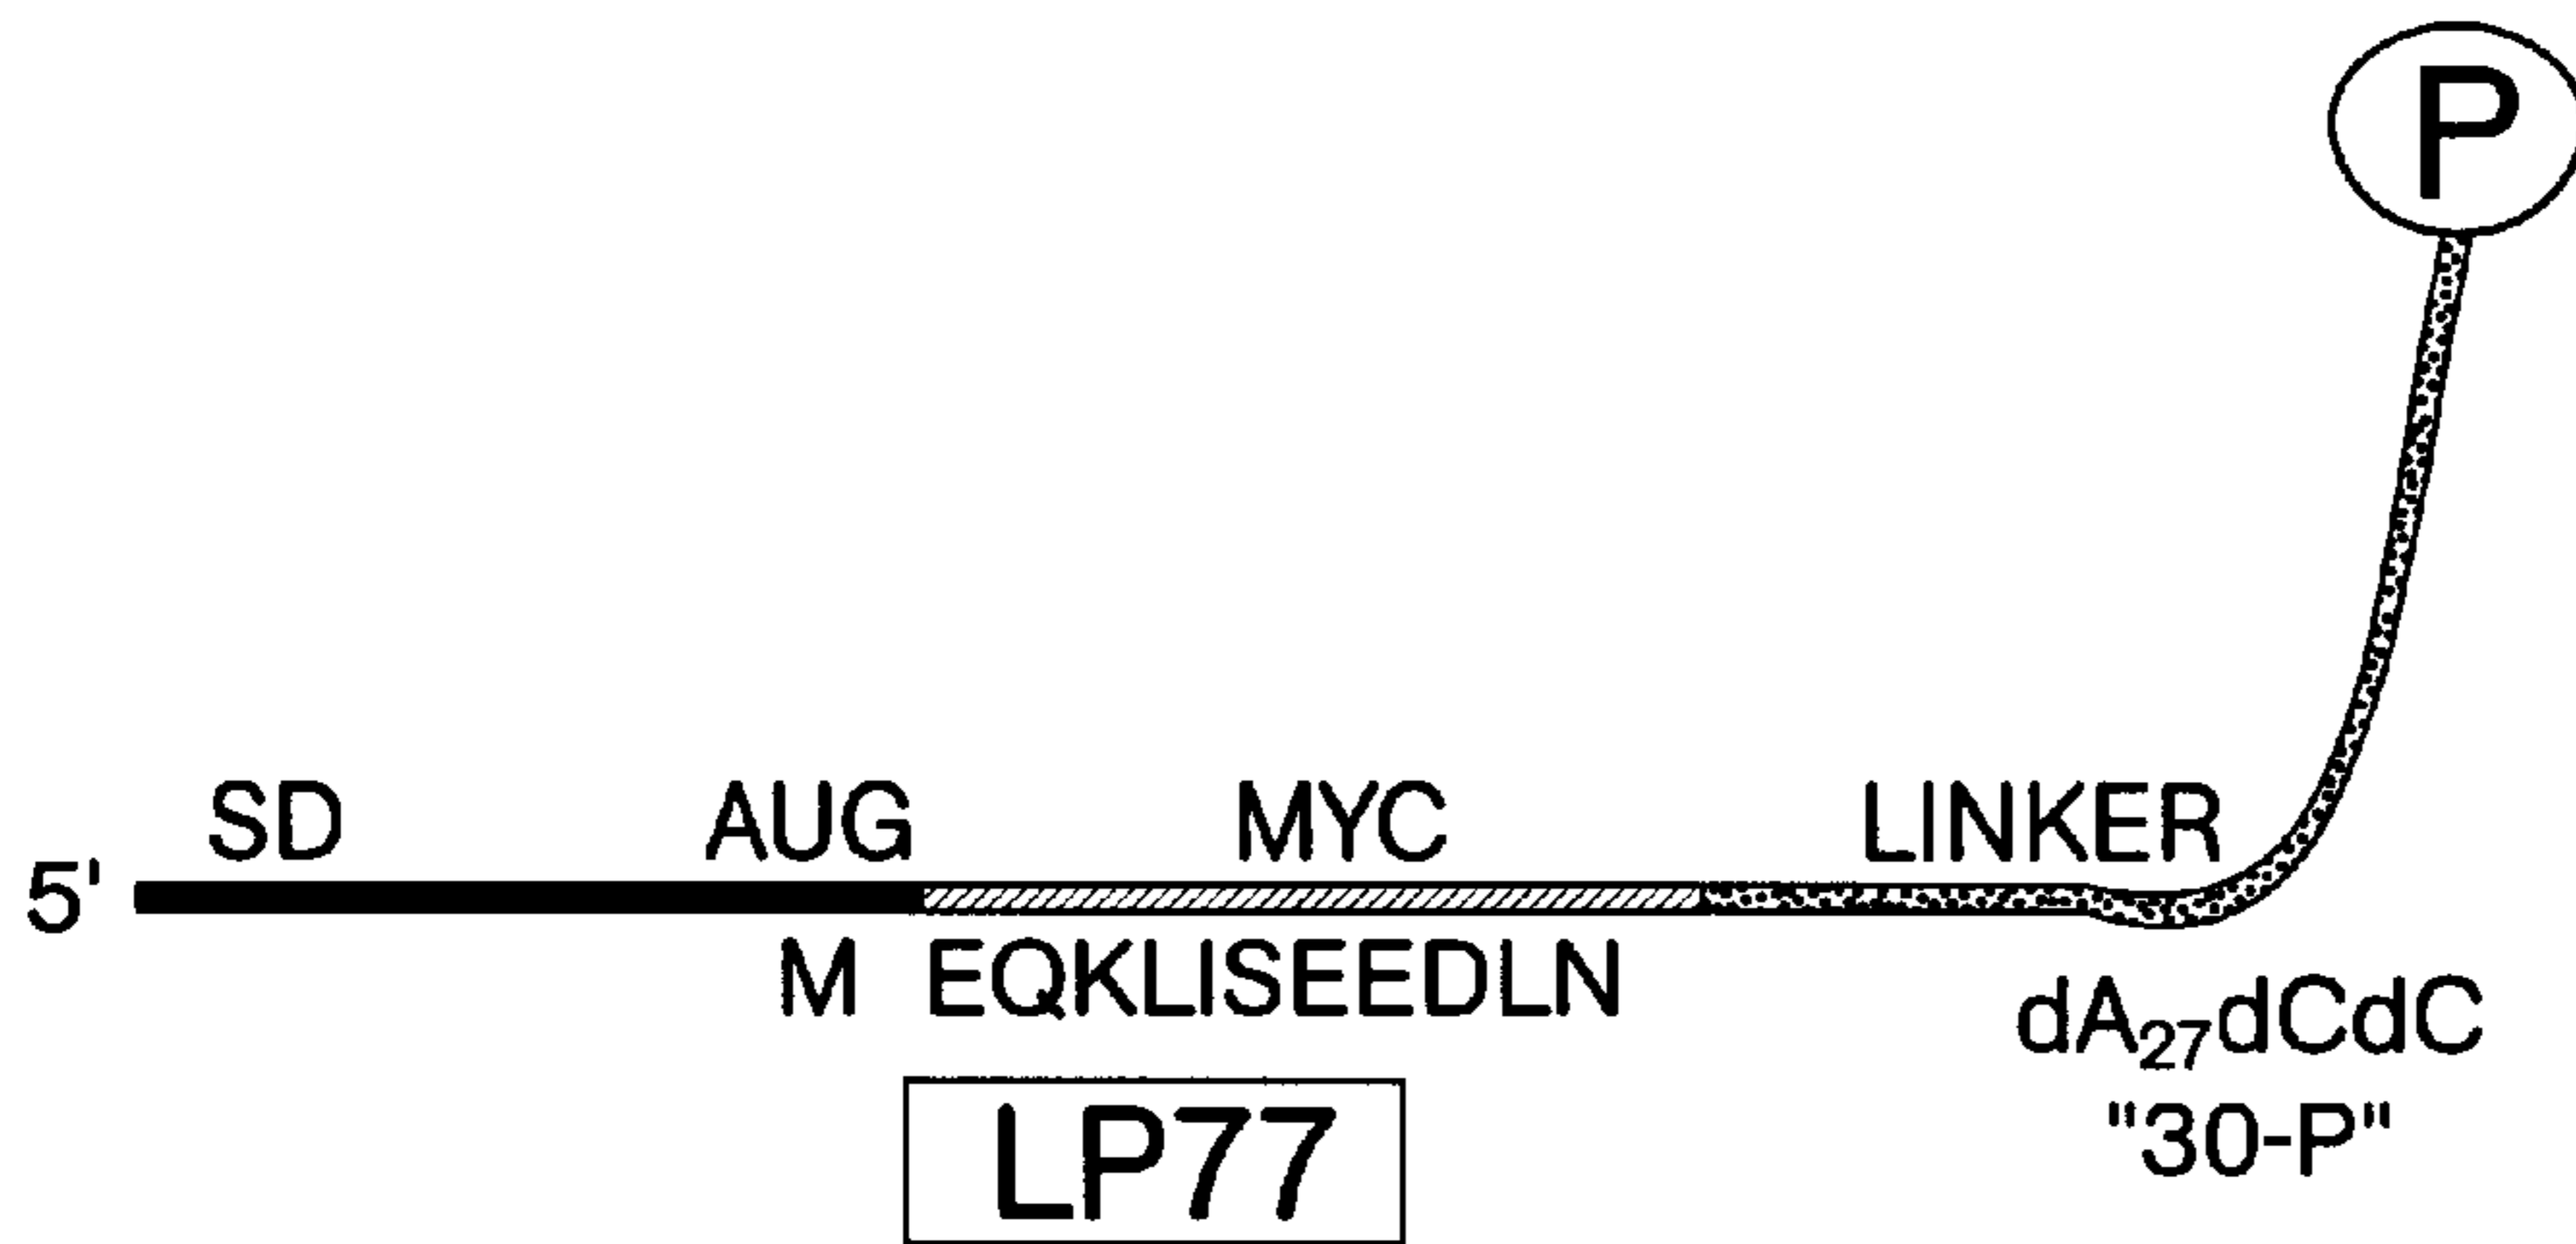 P
SD AUG MYC LINKER
5'
M EQKLISEEDLN
dA₂₇dCdC
"30-P"
LP77